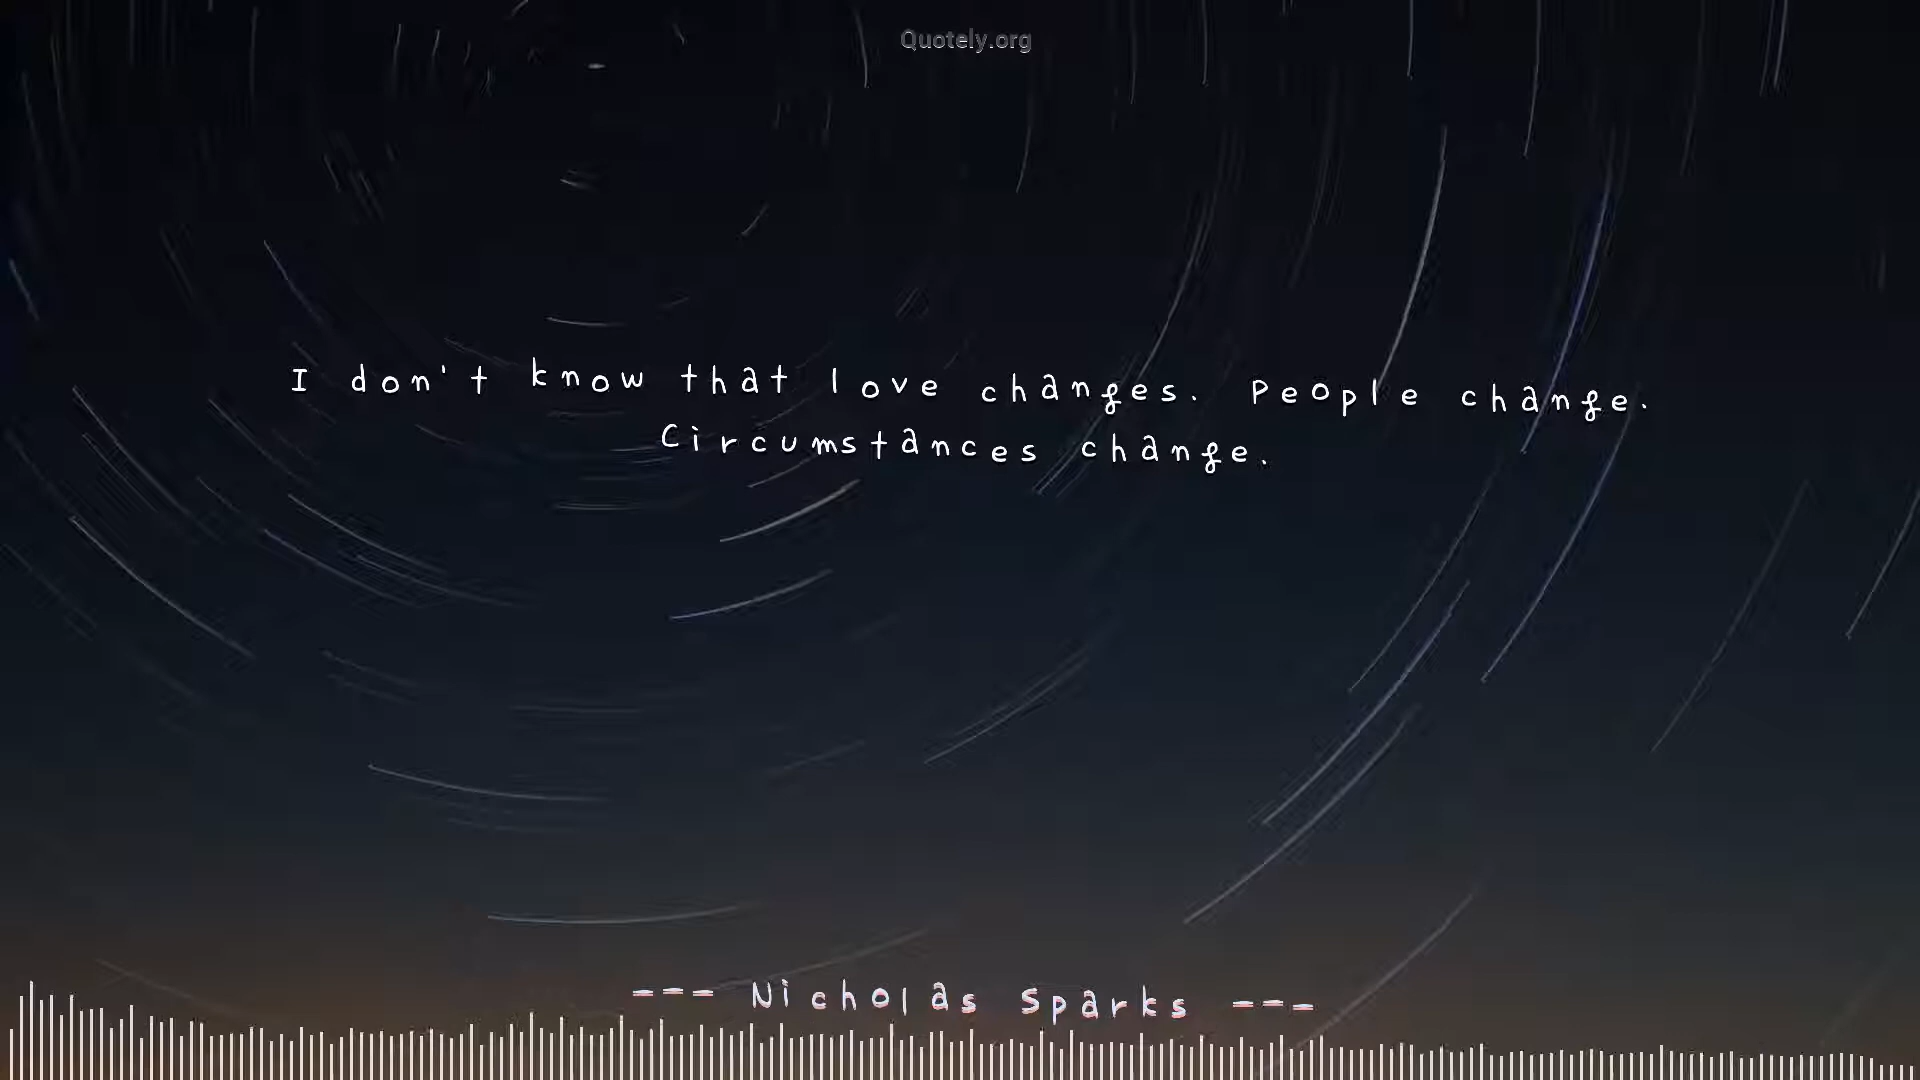 Quotely.org
I don't know that love changes. People change.
Circumstances change.
--- Nicholas Sparks ---